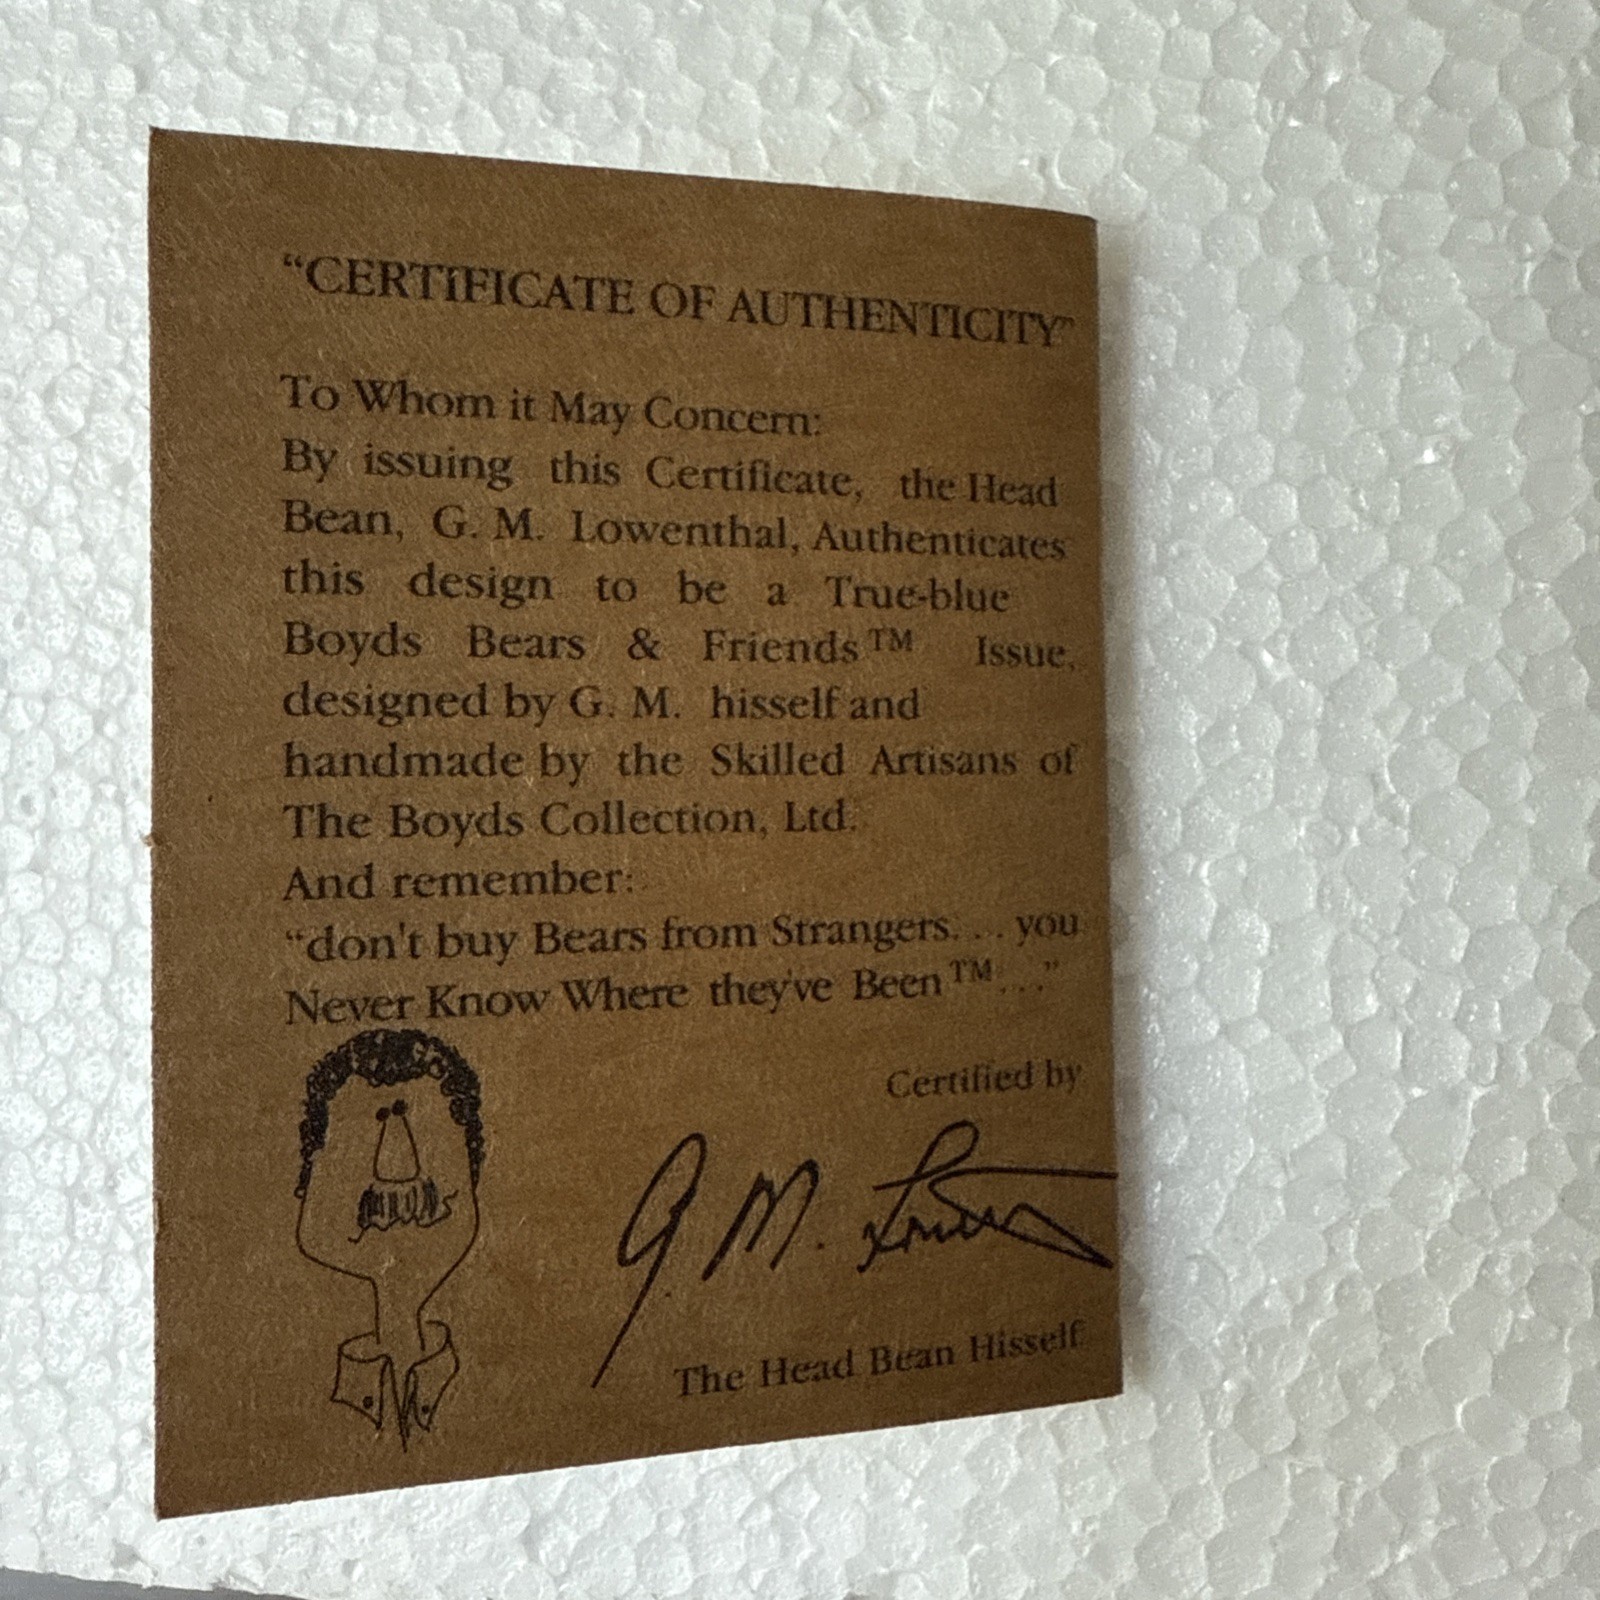 “CERTIFICATE OF AUTHENTICITY”
To Whom it May Concern:
By issuing this Certificate, the Head
Bean, G. M. Lowenthal, Authenticates
this design to be a True-blue
Boyds Bears & Friends™ Issue,
designed by G. M. hisself and
handmade by the Skilled Artisans of
The Boyds Collection, Ltd.
And remember:
“don't buy Bears from Strangers. . . you
Never Know Where they've Been™. . .”
Certified by
G M.
The Head Bean Hisself